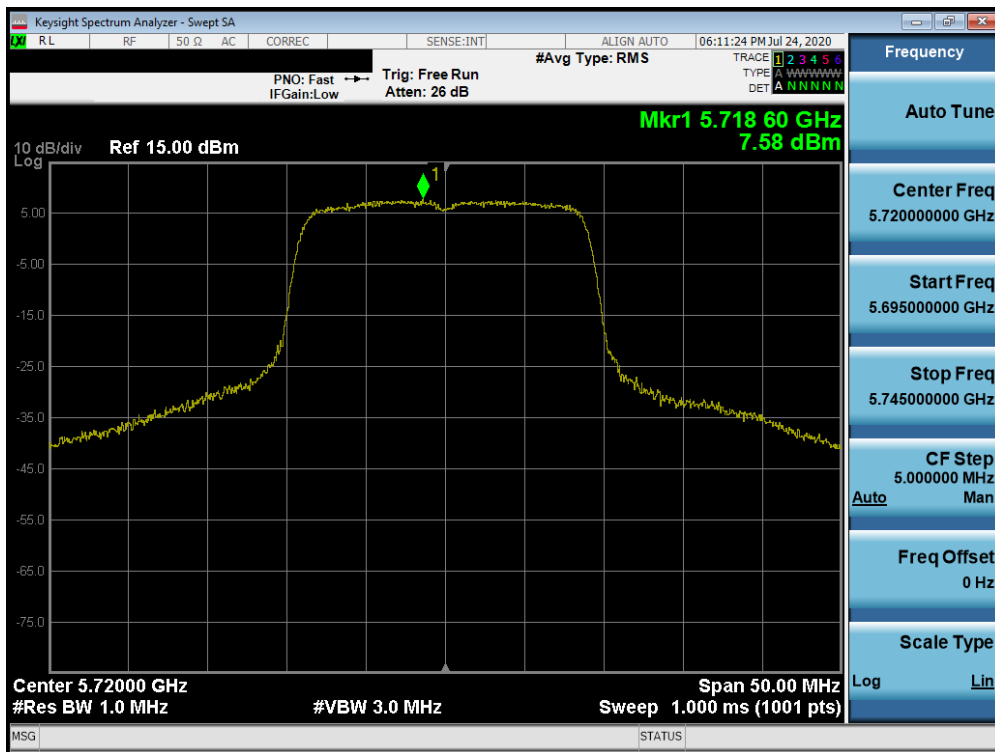 Keysight Spectrum Analyzer - Swept SA
LXI RL RF 50 Ω AC CORREC SENSE:INT ALIGN AUTO 06:11:24 PM Jul 24, 2020
#Avg Type: RMS
TRACE 1 2 3 4 5 6
TYPE A WWWWW
DET A N N N N N
PNO: Fast
IFGain:Low
Trig: Free Run
Atten: 26 dB
Mkr1 5.718 60 GHz
7.58 dBm
10 dB/div Ref 15.00 dBm
Log
1
5.00
-5.00
-15.0
-25.0
-35.0
-45.0
-55.0
-65.0
-75.0
Center 5.72000 GHz Span 50.00 MHz
#Res BW 1.0 MHz #VBW 3.0 MHz Sweep 1.000 ms (1001 pts)
MSG STATUS
Frequency
Auto Tune
Center Freq
5.720000000 GHz
Start Freq
5.695000000 GHz
Stop Freq
5.745000000 GHz
CF Step
5.000000 MHz
Auto Man
Freq Offset
0 Hz
Scale Type
Log Lin